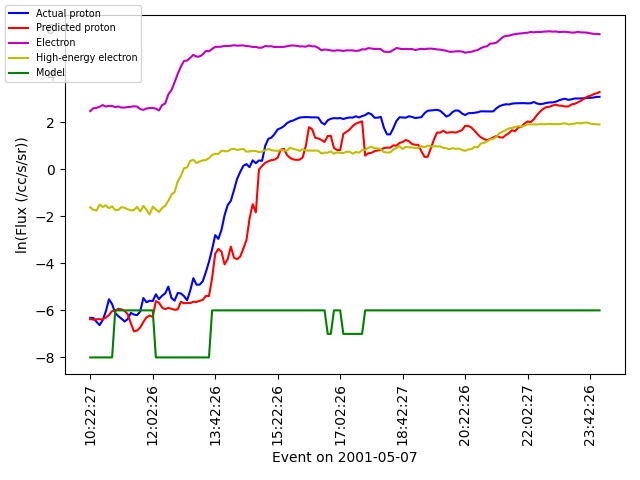 Actual proton
Predicted proton
Electron
High-energy electron
Model
2
0
−2
−4
−6
−8
ln(Flux (/cc/s/sr))
10:22:27
12:02:26
13:42:26
15:22:26
17:02:26
18:42:27
20:22:26
22:02:27
23:42:26
Event on 2001-05-07